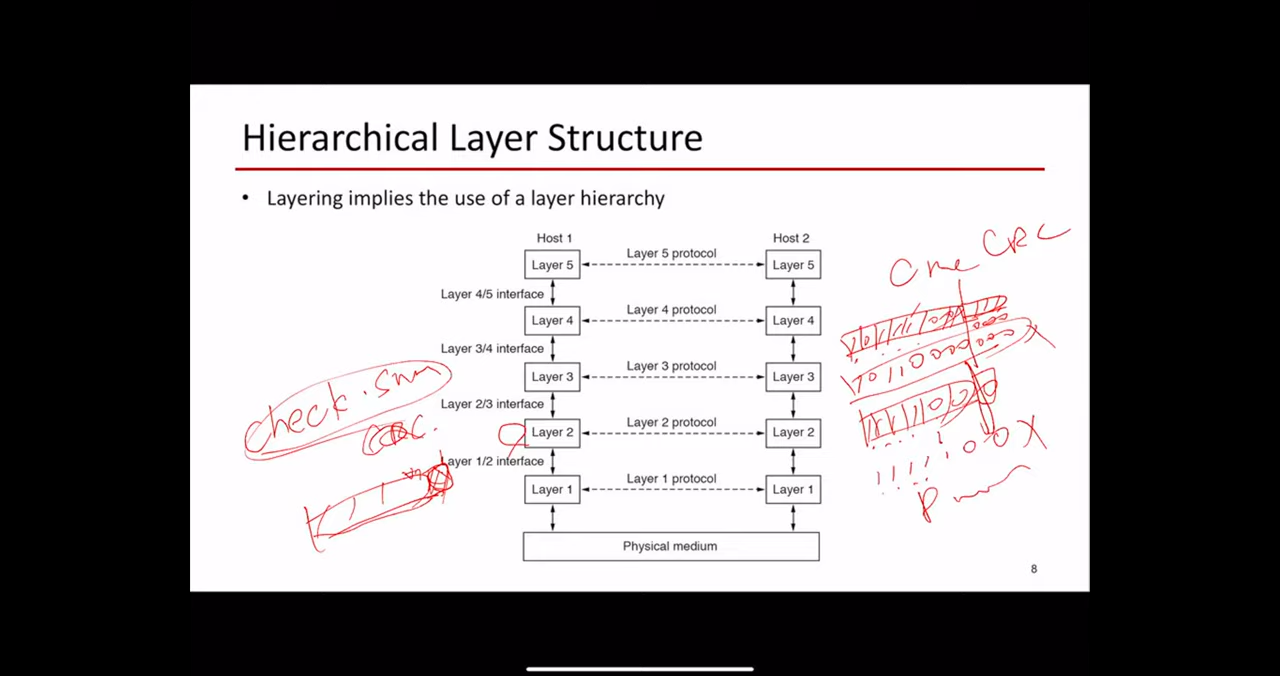 Hierarchical Layer Structure
• Layering implies the use of a layer hierarchy
Host 1 Host 2
Layer 5 Layer 5 protocol Layer 5
Layer 4/5 interface
Layer 4 Layer 4 protocol Layer 4
Layer 3/4 interface
Layer 3 Layer 3 protocol Layer 3
Layer 2/3 interface
Layer 2 Layer 2 protocol Layer 2
Layer 1/2 interface
Layer 1 Layer 1 protocol Layer 1
Physical medium
8
check.sum
CRC.
CRC